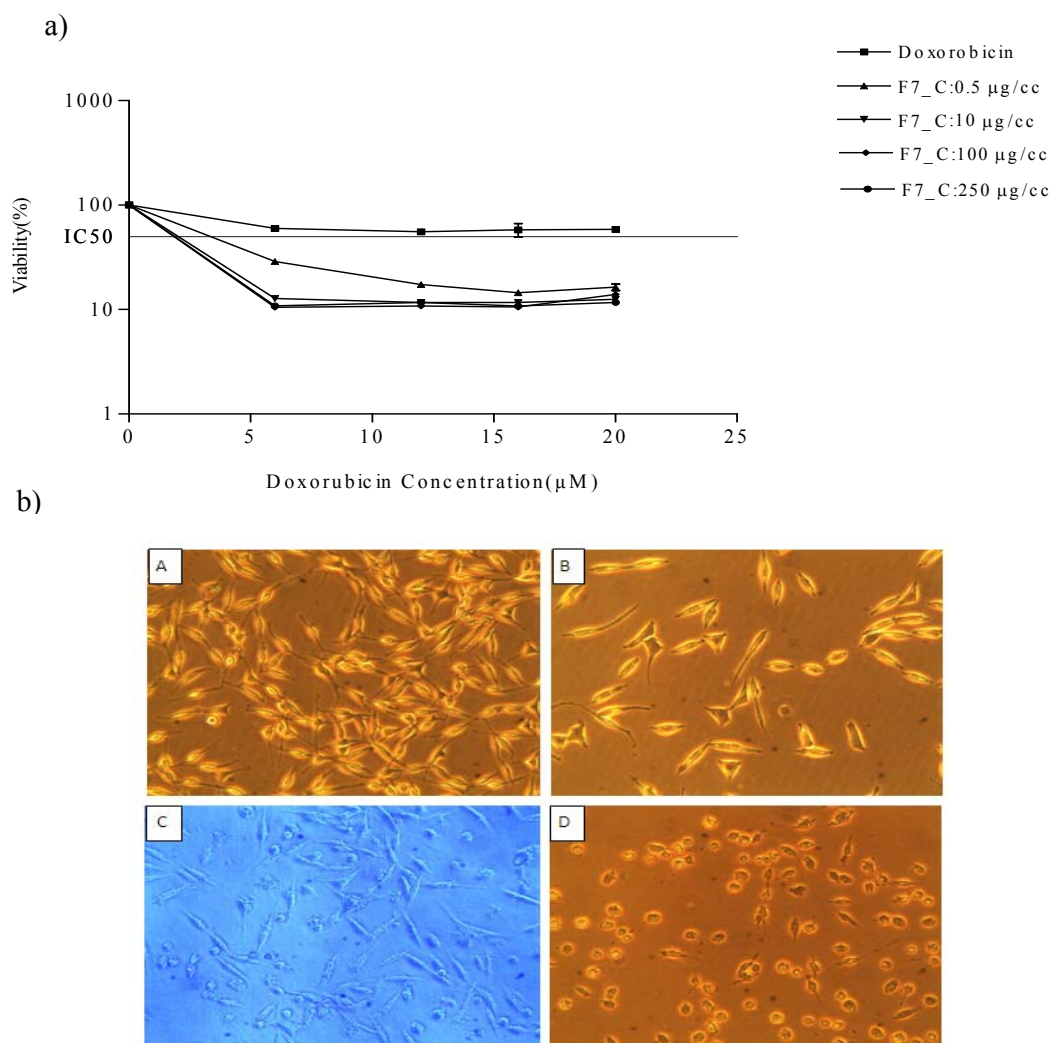 a)
Doxorobicin
F7_C:0.5 µg/cc
F7_C:10 µg/cc
F7_C:100 µg/cc
F7_C:250 µg/cc
1000
100
IC50
10
1
Viability(%)
0 5 10 15 20 25
Doxorubicin Concentration(µM)
b)
A
B
C
D